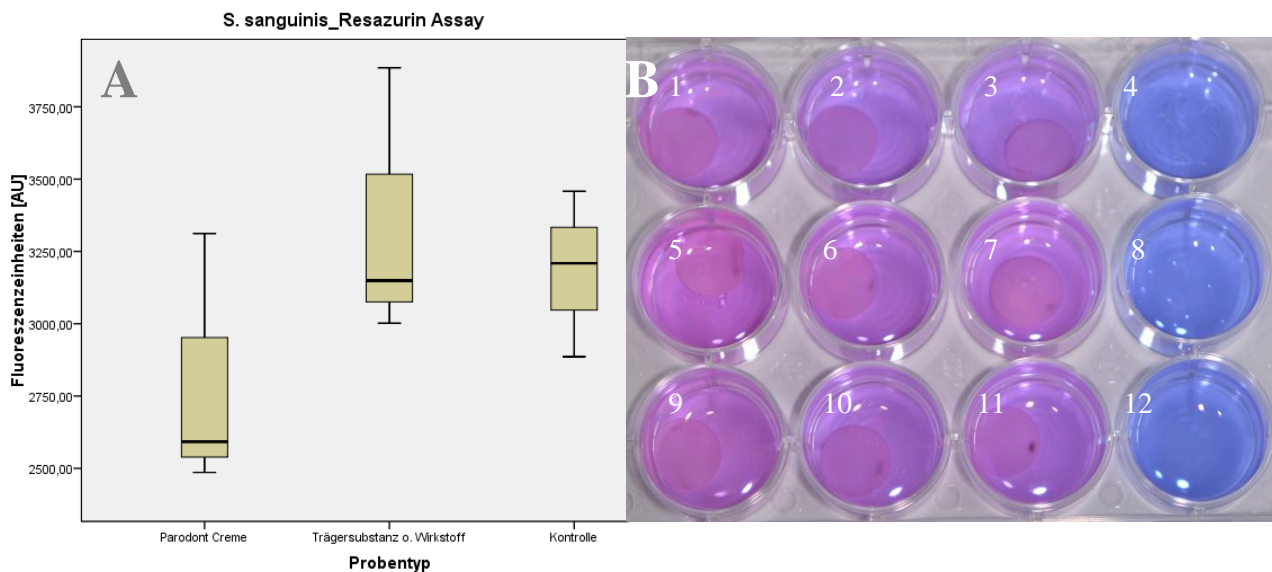 S. sanguinis_Resazurin Assay
A
B
Fluoreszenzeinheiten [AU]
3750,00
3500,00
3250,00
3000,00
2750,00
2500,00
Parodont Creme
Trägersubstanz o. Wirkstoff
Kontrolle
Probentyp
1
2
3
4
5
6
7
8
9
10
11
12